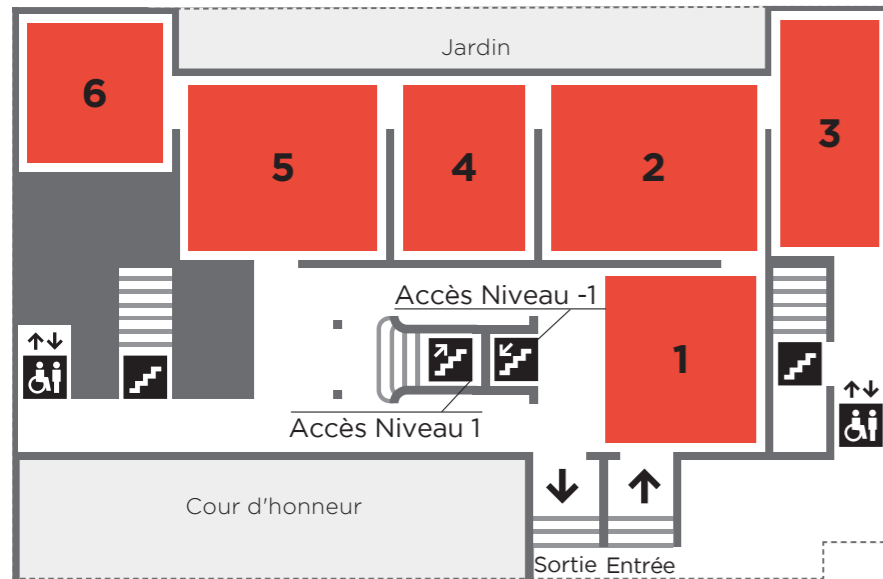 Jardin
6
3
5
4
2
Accès Niveau -1
1
Accès Niveau 1
Cour d'honneur
Sortie Entrée